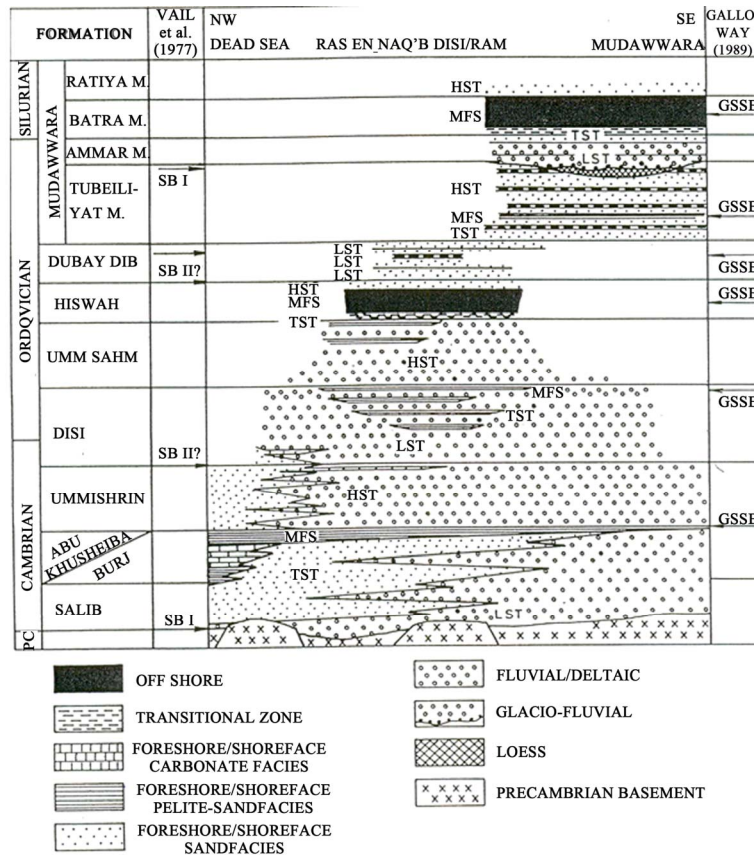 FORMATION
VAIL et al. (1977)
NW
SE
GALLO WAY (1989)
DEAD SEA RAS EN NAQ'B DISI/RAM MUDAWWARA
SILURIAN
ORDQVICIAN
CAMBRIAN
PC
MUDAWWARA
RATIYA M.
HST
BATRA M.
MFS
GSSE
TST
AMMAR M.
LST
TUBEILI-
YAT M.
SB I
HST
MFS
GSSE
TST
DUBAY DIB
SB II?
LST
LST
LST
GSSE
HISWAH
HST
MFS
GSSE
TST
UMM SAHM
HST
MFS
GSSE
DISI
TST
SB II?
LST
UMMISHRIN
HST
GSSE
ABU
KHUSHEIBA
BURJ
MFS
TST
SALIB
SB I
LST
OFF SHORE
TRANSITIONAL ZONE
FORESHORE/SHOREFACE
CARBONATE FACIES
FORESHORE/SHOREFACE
PELITE-SANDFACIES
FORESHORE/SHOREFACE
SANDFACIES
FLUVIAL/DELTAIC
GLACIO-FLUVIAL
LOESS
PRECAMBRIAN BASEMENT